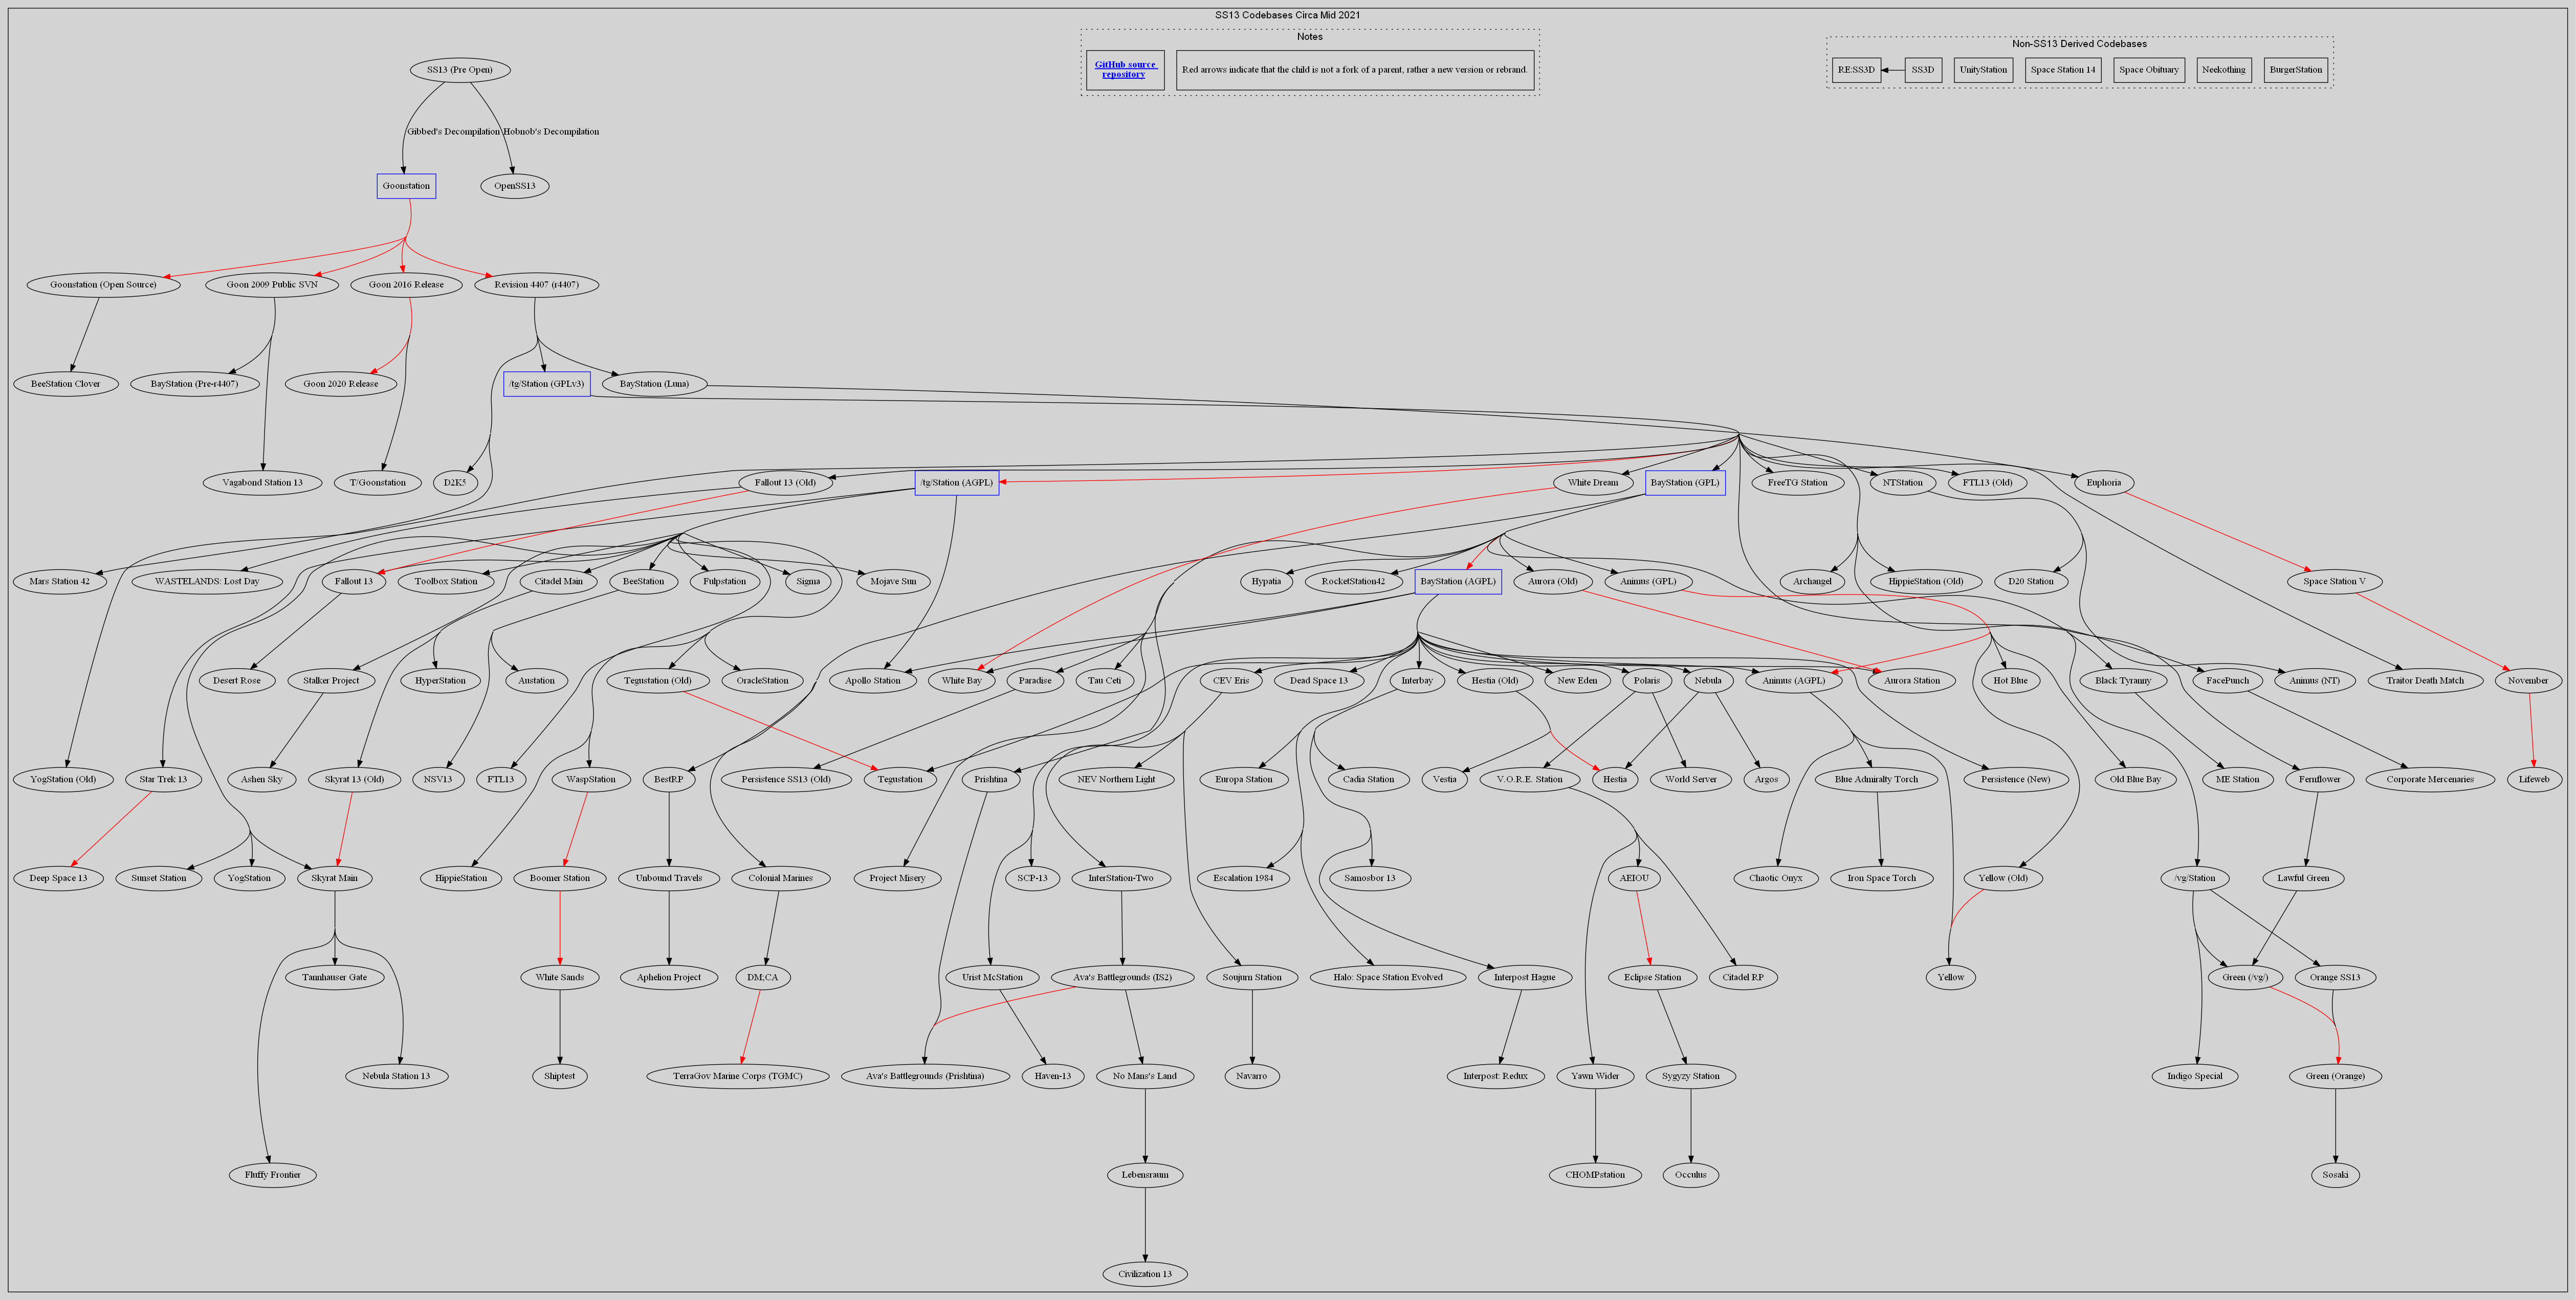 SS13 Codebases Circa Mid 2021
Notes
GitHub source
repository
Red arrows indicate that the child is not a fork of a parent, rather a new version or rebrand.
Non-SS13 Derived Codebases
RE:SS3D
SS3D
UnityStation
Space Station 14
Space Obituary
Neekothing
BurgerStation
SS13 (Pre Open)
Gibbed's Decompilation
Hobnob's Decompilation
Goonstation
OpenSS13
Goonstation (Open Source)
Goon 2009 Public SVN
Goon 2016 Release
Revision 4407 (r4407)
BeeStation Clover
BayStation (Pre-r4407)
Goon 2020 Release
/tg/Station (GPLv3)
BayStation (Luna)
Vagabond Station 13
T/Goonstation
D2K5
Fallout 13 (Old)
/tg/Station (AGPL)
White Dream
BayStation (GPL)
FreeTG Station
NTStation
FTL13 (Old)
Euphoria
Mars Station 42
WASTELANDS: Lost Day
Fallout 13
Toolbox Station
Citadel Main
BeeStation
Fulpstation
Sigma
Mojave Sun
Hypatia
RocketStation42
BayStation (AGPL)
Aurora (Old)
Animus (GPL)
Archangel
HippieStation (Old)
D20 Station
Space Station V
Desert Rose
Stalker Project
HyperStation
Austation
Tegustation (Old)
OracleStation
Apollo Station
White Bay
Paradise
Tau Ceti
CEV Eris
Dead Space 13
Interbay
Hestia (Old)
New Eden
Polaris
Nebula
Animus (AGPL)
Aurora Station
Hot Blue
Black Tyranny
FacePunch
Animus (NT)
Traitor Death Match
November
YogStation (Old)
Star Trek 13
Ashen Sky
Skyrat 13 (Old)
NSV13
FTL13
WaspStation
BestRP
Persistence SS13 (Old)
Tegustation
Prishtina
NEV Northern Light
Europa Station
Cadia Station
Vestia
V.O.R.E. Station
Hestia
World Server
Argos
Blue Admiralty Torch
Persistence (New)
Old Blue Bay
ME Station
Fernflower
Corporate Mercenaries
Lifeweb
Deep Space 13
Sunset Station
YogStation
Skyrat Main
HippieStation
Boomer Station
Unbound Travels
Colonial Marines
Project Misery
SCP-13
InterStation-Two
Escalation 1984
Samosbor 13
AEIOU
Chaotic Onyx
Iron Space Torch
Yellow (Old)
/vg/Station
Lawful Green
Tannhauser Gate
White Sands
Aphelion Project
DM:CA
Urist McStation
Ava's Battlegrounds (IS2)
Soujurn Station
Halo: Space Station Evolved
Interpost Hague
Eclipse Station
Citadel RP
Yellow
Green (/vg/)
Orange SS13
Nebula Station 13
Shiptest
TerraGov Marine Corps (TGMC)
Ava's Battlegrounds (Prishtina)
Haven-13
No Mans's Land
Navarro
Interpost: Redux
Yawn Wider
Sygyzy Station
Indigo Special
Green (Orange)
Fluffy Frontier
Lebensraum
CHOMPstation
Occulus
Sosaki
Civilization 13